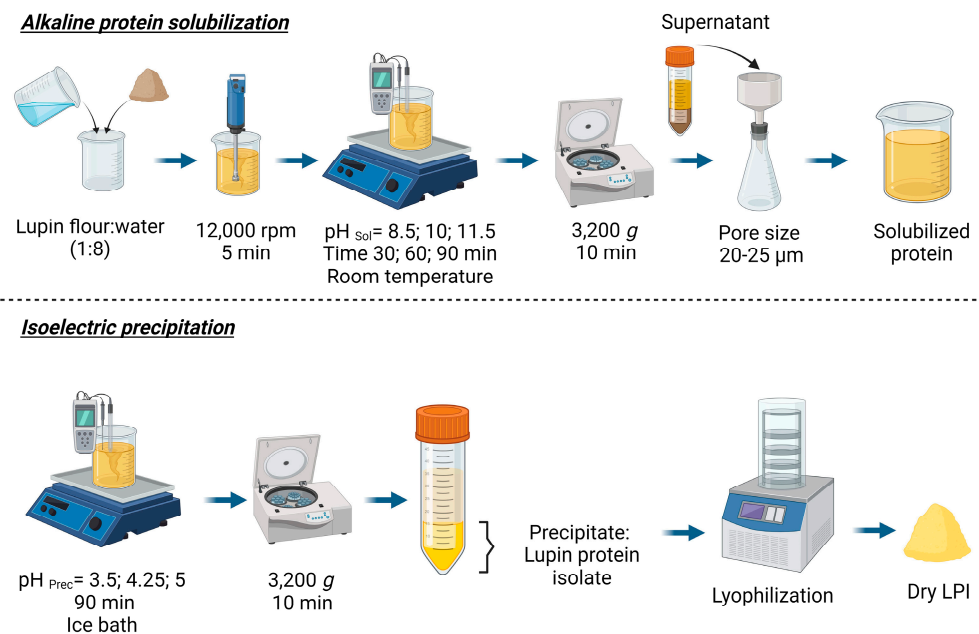 Alkaline protein solubilization
Supernatant
Lupin flour:water
(1:8)
12,000 rpm
5 min
pH Sol= 8.5; 10; 11.5
Time 30; 60; 90 min
Room temperature
3,200 g
10 min
Pore size
20-25 µm
Solubilized
protein
Isoelectric precipitation
pH Prec= 3.5; 4.25; 5
90 min
Ice bath
3,200 g
10 min
Precipitate:
Lupin protein
isolate
Lyophilization
Dry LPI